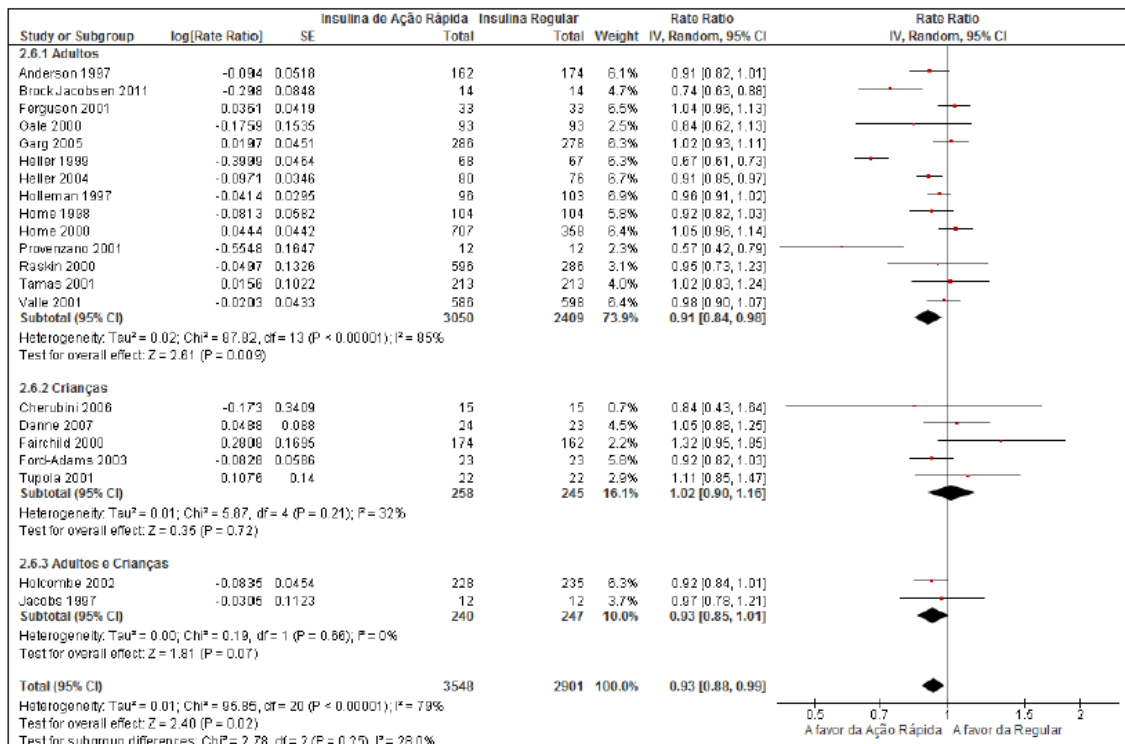 Insulina de Ação Rápida Insulina Regular Rate Ratio Rate Ratio
Study or Subgroup log[Rate Ratio] SE Total Total Weight IV, Random, 95% CI IV, Random, 95% CI
2.6.1 Adultos
Anderson 1997 -0.094 0.0518 162 174 6.1% 0.91 [0.82, 1.01]
BrockJacobsen 2011 -0.298 0.0848 14 14 4.7% 0.74 [0.63, 0.88]
Ferguson 2001 0.0361 0.0419 33 33 6.5% 1.04 [0.96, 1.13]
Gale 2000 -0.1759 0.1535 93 93 2.5% 0.84 [0.62, 1.13]
Garg 2005 0.0197 0.0451 286 278 6.3% 1.02 [0.93, 1.11]
Heller 1999 -0.3999 0.0464 68 67 6.3% 0.67 [0.61, 0.73]
Heller 2004 -0.0971 0.0346 80 76 6.7% 0.91 [0.85, 0.97]
Holleman 1997 -0.0414 0.0295 96 103 6.9% 0.96 [0.91, 1.02]
Home 1998 -0.0813 0.0582 104 104 5.8% 0.92 [0.82, 1.03]
Home 2000 0.0444 0.0442 707 358 6.4% 1.05 [0.96, 1.14]
Provenzano 2001 -0.5548 0.1647 12 12 2.3% 0.57 [0.42, 0.79]
Raskin 2000 -0.0497 0.1326 596 286 3.1% 0.95 [0.73, 1.23]
Tamas 2001 0.0156 0.1022 213 213 4.0% 1.02 [0.83, 1.24]
Valle 2001 -0.0203 0.0433 586 598 6.4% 0.98 [0.90, 1.07]
Subtotal (95% CI) 3050 2409 73.9% 0.91 [0.84, 0.98]
Heterogeneity: Tau² = 0.02; Chi² = 87.82, df = 13 (P < 0.00001); I² = 85%
Test for overall effect: Z = 2.61 (P = 0.009)
2.6.2 Crianças
Cherubini 2006 -0.173 0.3409 15 15 0.7% 0.84 [0.43, 1.64]
Danne 2007 0.0488 0.088 24 23 4.5% 1.05 [0.88, 1.25]
Fairchild 2000 0.2808 0.1695 174 162 2.2% 1.32 [0.95, 1.85]
Ford-Adams 2003 -0.0828 0.0586 23 23 5.8% 0.92 [0.82, 1.03]
Tupola 2001 0.1076 0.14 22 22 2.9% 1.11 [0.85, 1.47]
Subtotal (95% CI) 258 245 16.1% 1.02 [0.90, 1.16]
Heterogeneity: Tau² = 0.01; Chi² = 5.87, df = 4 (P = 0.21); I² = 32%
Test for overall effect: Z = 0.35 (P = 0.72)
2.6.3 Adultos e Crianças
Holcombe 2002 -0.0835 0.0454 228 235 6.3% 0.92 [0.84, 1.01]
Jacobs 1997 -0.0305 0.1123 12 12 3.7% 0.97 [0.78, 1.21]
Subtotal (95% CI) 240 247 10.0% 0.93 [0.85, 1.01]
Heterogeneity: Tau² = 0.00; Chi² = 0.19, df = 1 (P = 0.66); I² = 0%
Test for overall effect: Z = 1.81 (P = 0.07)
Total (95% CI) 3548 2901 100.0% 0.93 [0.88, 0.99]
Heterogeneity: Tau² = 0.01; Chi² = 95.85, df = 20 (P < 0.00001); I² = 79%
Test for overall effect: Z = 2.40 (P = 0.02)
Test for subgroup differences: Chi² = 2.78, df = 2 (P = 0.25), I² = 28.0%
0.5 0.7 1 1.5 2
A favor da Ação Rápida A favor da Regular